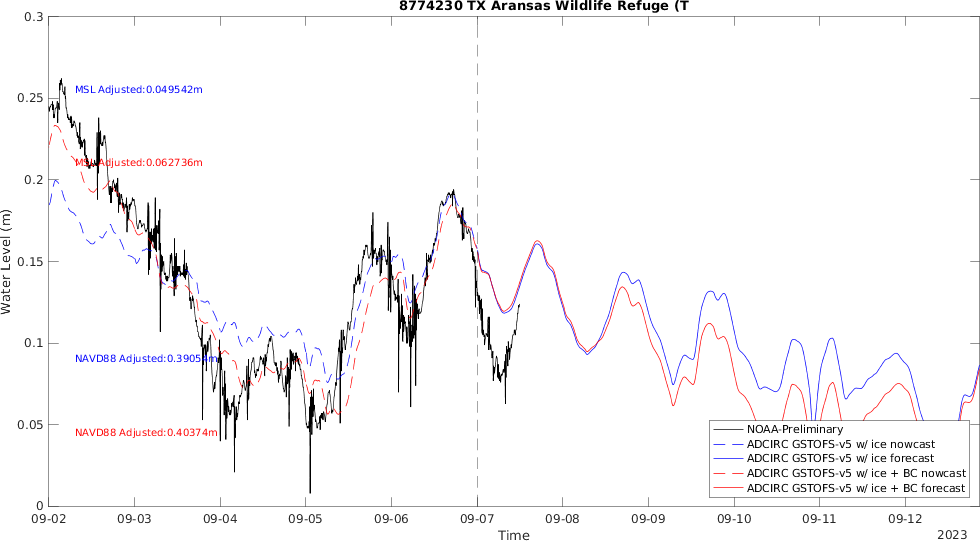 8774230 TX Aransas Wildlife Refuge (T
0.3
0.25
0.2
0.15
0.1
0.05
0
Water Level (m)
MSL Adjusted:0.049542m
MSL Adjusted:0.062736m
NAVD88 Adjusted:0.39054m
NAVD88 Adjusted:0.40374m
NOAA-Preliminary
ADCIRC GSTOFS-v5 w/ ice nowcast
ADCIRC GSTOFS-v5 w/ ice forecast
ADCIRC GSTOFS-v5 w/ ice + BC nowcast
ADCIRC GSTOFS-v5 w/ ice + BC forecast
09-02 09-03 09-04 09-05 09-06 09-07 09-08 09-09 09-10 09-11 09-12
Time
2023